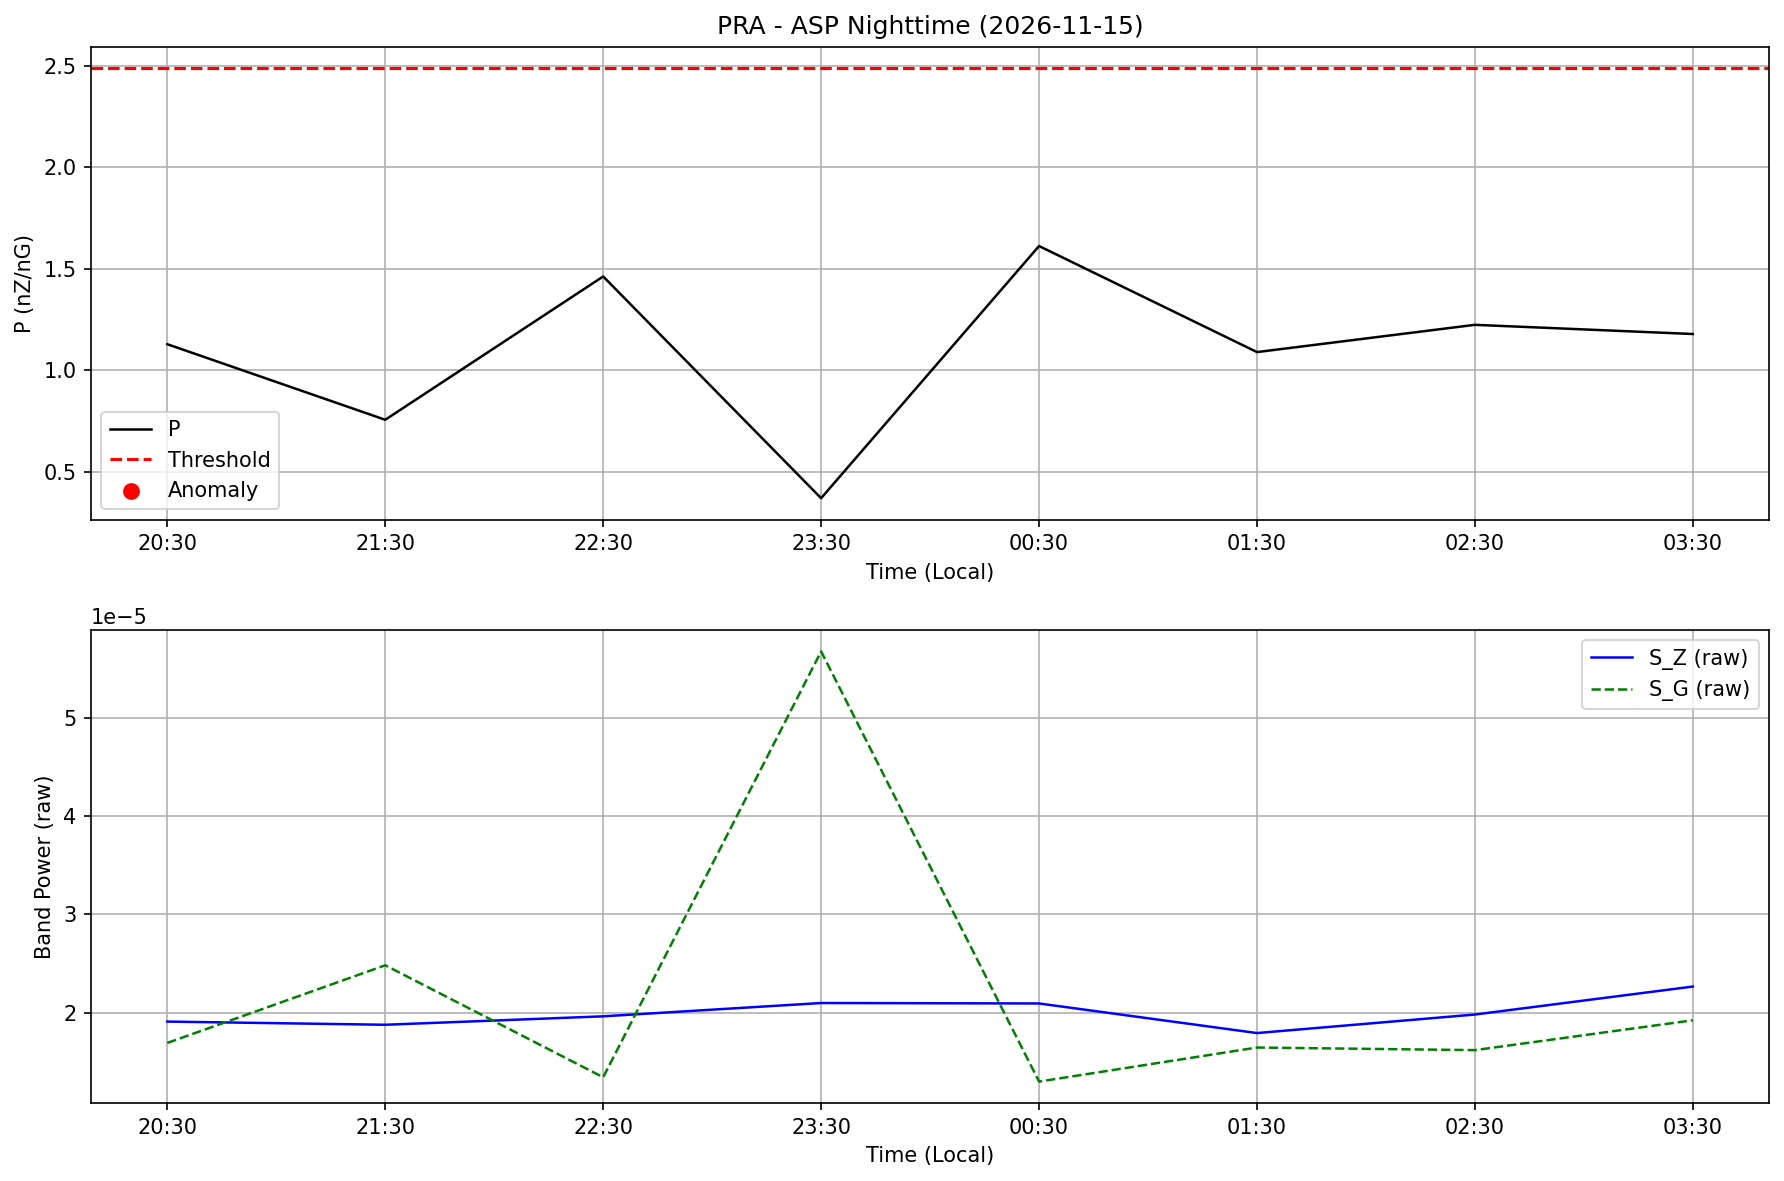 PRA - ASP Nighttime (2026-11-15)
P (nZ/nG)
2.5
2.0
1.5
1.0
0.5
P
Threshold
Anomaly
20:30 21:30 22:30 23:30 00:30 01:30 02:30 03:30
Time (Local)
1e−5
Band Power (raw)
5
4
3
2
S_Z (raw)
S_G (raw)
20:30 21:30 22:30 23:30 00:30 01:30 02:30 03:30
Time (Local)